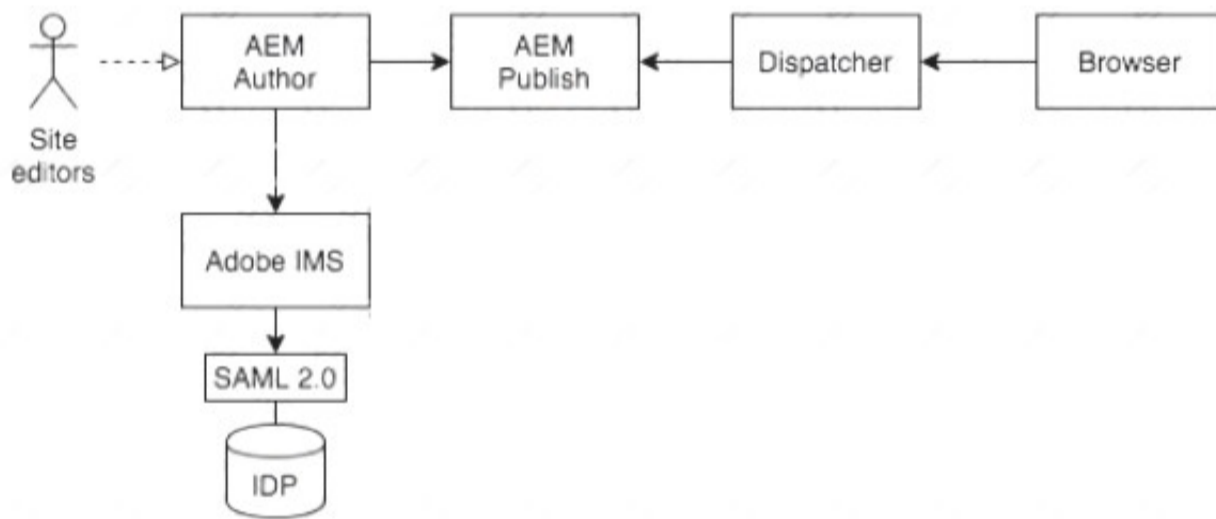 AEM
Author
AEM
Publish
Dispatcher
Browser
Site
editors
Adobe IMS
SAML 2.0
IDP